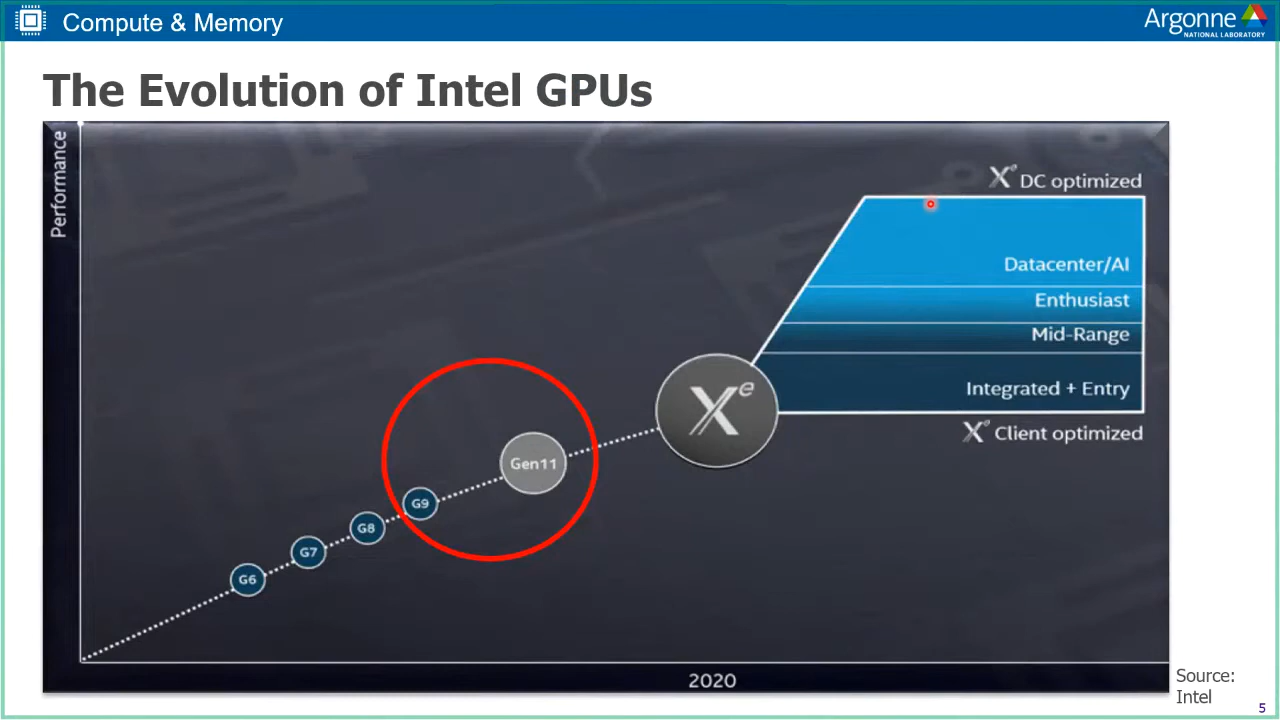 Compute & Memory
Argonne
NATIONAL LABORATORY
The Evolution of Intel GPUs
Performance
Xe DC optimized
Datacenter/AI
Enthusiast
Mid-Range
Integrated + Entry
Xe Client optimized
Xe
Gen11
G9
G8
G7
G6
2020
Source:
Intel
5